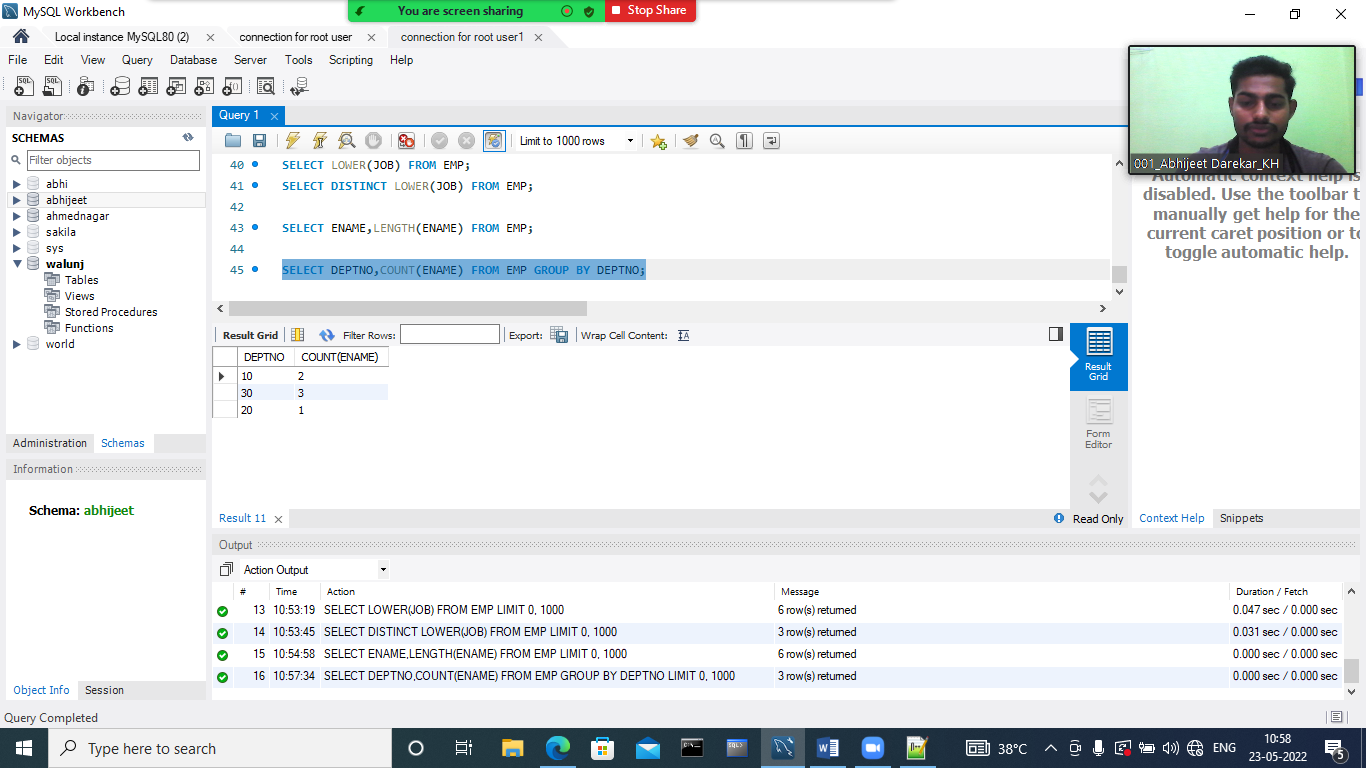 MySQL Workbench
You are screen sharing
Stop Share
Local instance MySQL80 (2)
connection for root user
connection for root user1
File Edit View Query Database Server Tools Scripting Help
Navigator
SCHEMAS
Filter objects
abhi
abhijeet
ahmednagar
sakila
sys
walunj
Tables
Views
Stored Procedures
Functions
world
Administration Schemas
Information
Schema: abhijeet
Object Info Session
Query 1
Limit to 1000 rows
40 SELECT LOWER(JOB) FROM EMP;
41 SELECT DISTINCT LOWER(JOB) FROM EMP;
42
43 SELECT ENAME,LENGTH(ENAME) FROM EMP;
44
45 SELECT DEPTNO,COUNT(ENAME) FROM EMP GROUP BY DEPTNO;
Result Grid Filter Rows: Export: Wrap Cell Content:
DEPTNO COUNT(ENAME)
10 2
30 3
20 1
Result Grid
Form Editor
Result 11
Read Only
001_Abhijeet Darekar_KH
Automatic context help is
disabled. Use the toolbar t
manually get help for the
current caret position or to
toggle automatic help.
Context Help Snippets
Output
Action Output
# Time Action Message Duration / Fetch
13 10:53:19 SELECT LOWER(JOB) FROM EMP LIMIT 0, 1000 6 row(s) returned 0.047 sec / 0.000 sec
14 10:53:45 SELECT DISTINCT LOWER(JOB) FROM EMP LIMIT 0, 1000 3 row(s) returned 0.031 sec / 0.000 sec
15 10:54:58 SELECT ENAME,LENGTH(ENAME) FROM EMP LIMIT 0, 1000 6 row(s) returned 0.000 sec / 0.000 sec
16 10:57:34 SELECT DEPTNO,COUNT(ENAME) FROM EMP GROUP BY DEPTNO LIMIT 0, 1000 3 row(s) returned 0.000 sec / 0.000 sec
Query Completed
Type here to search
38°C
ENG
10:58
23-05-2022
5